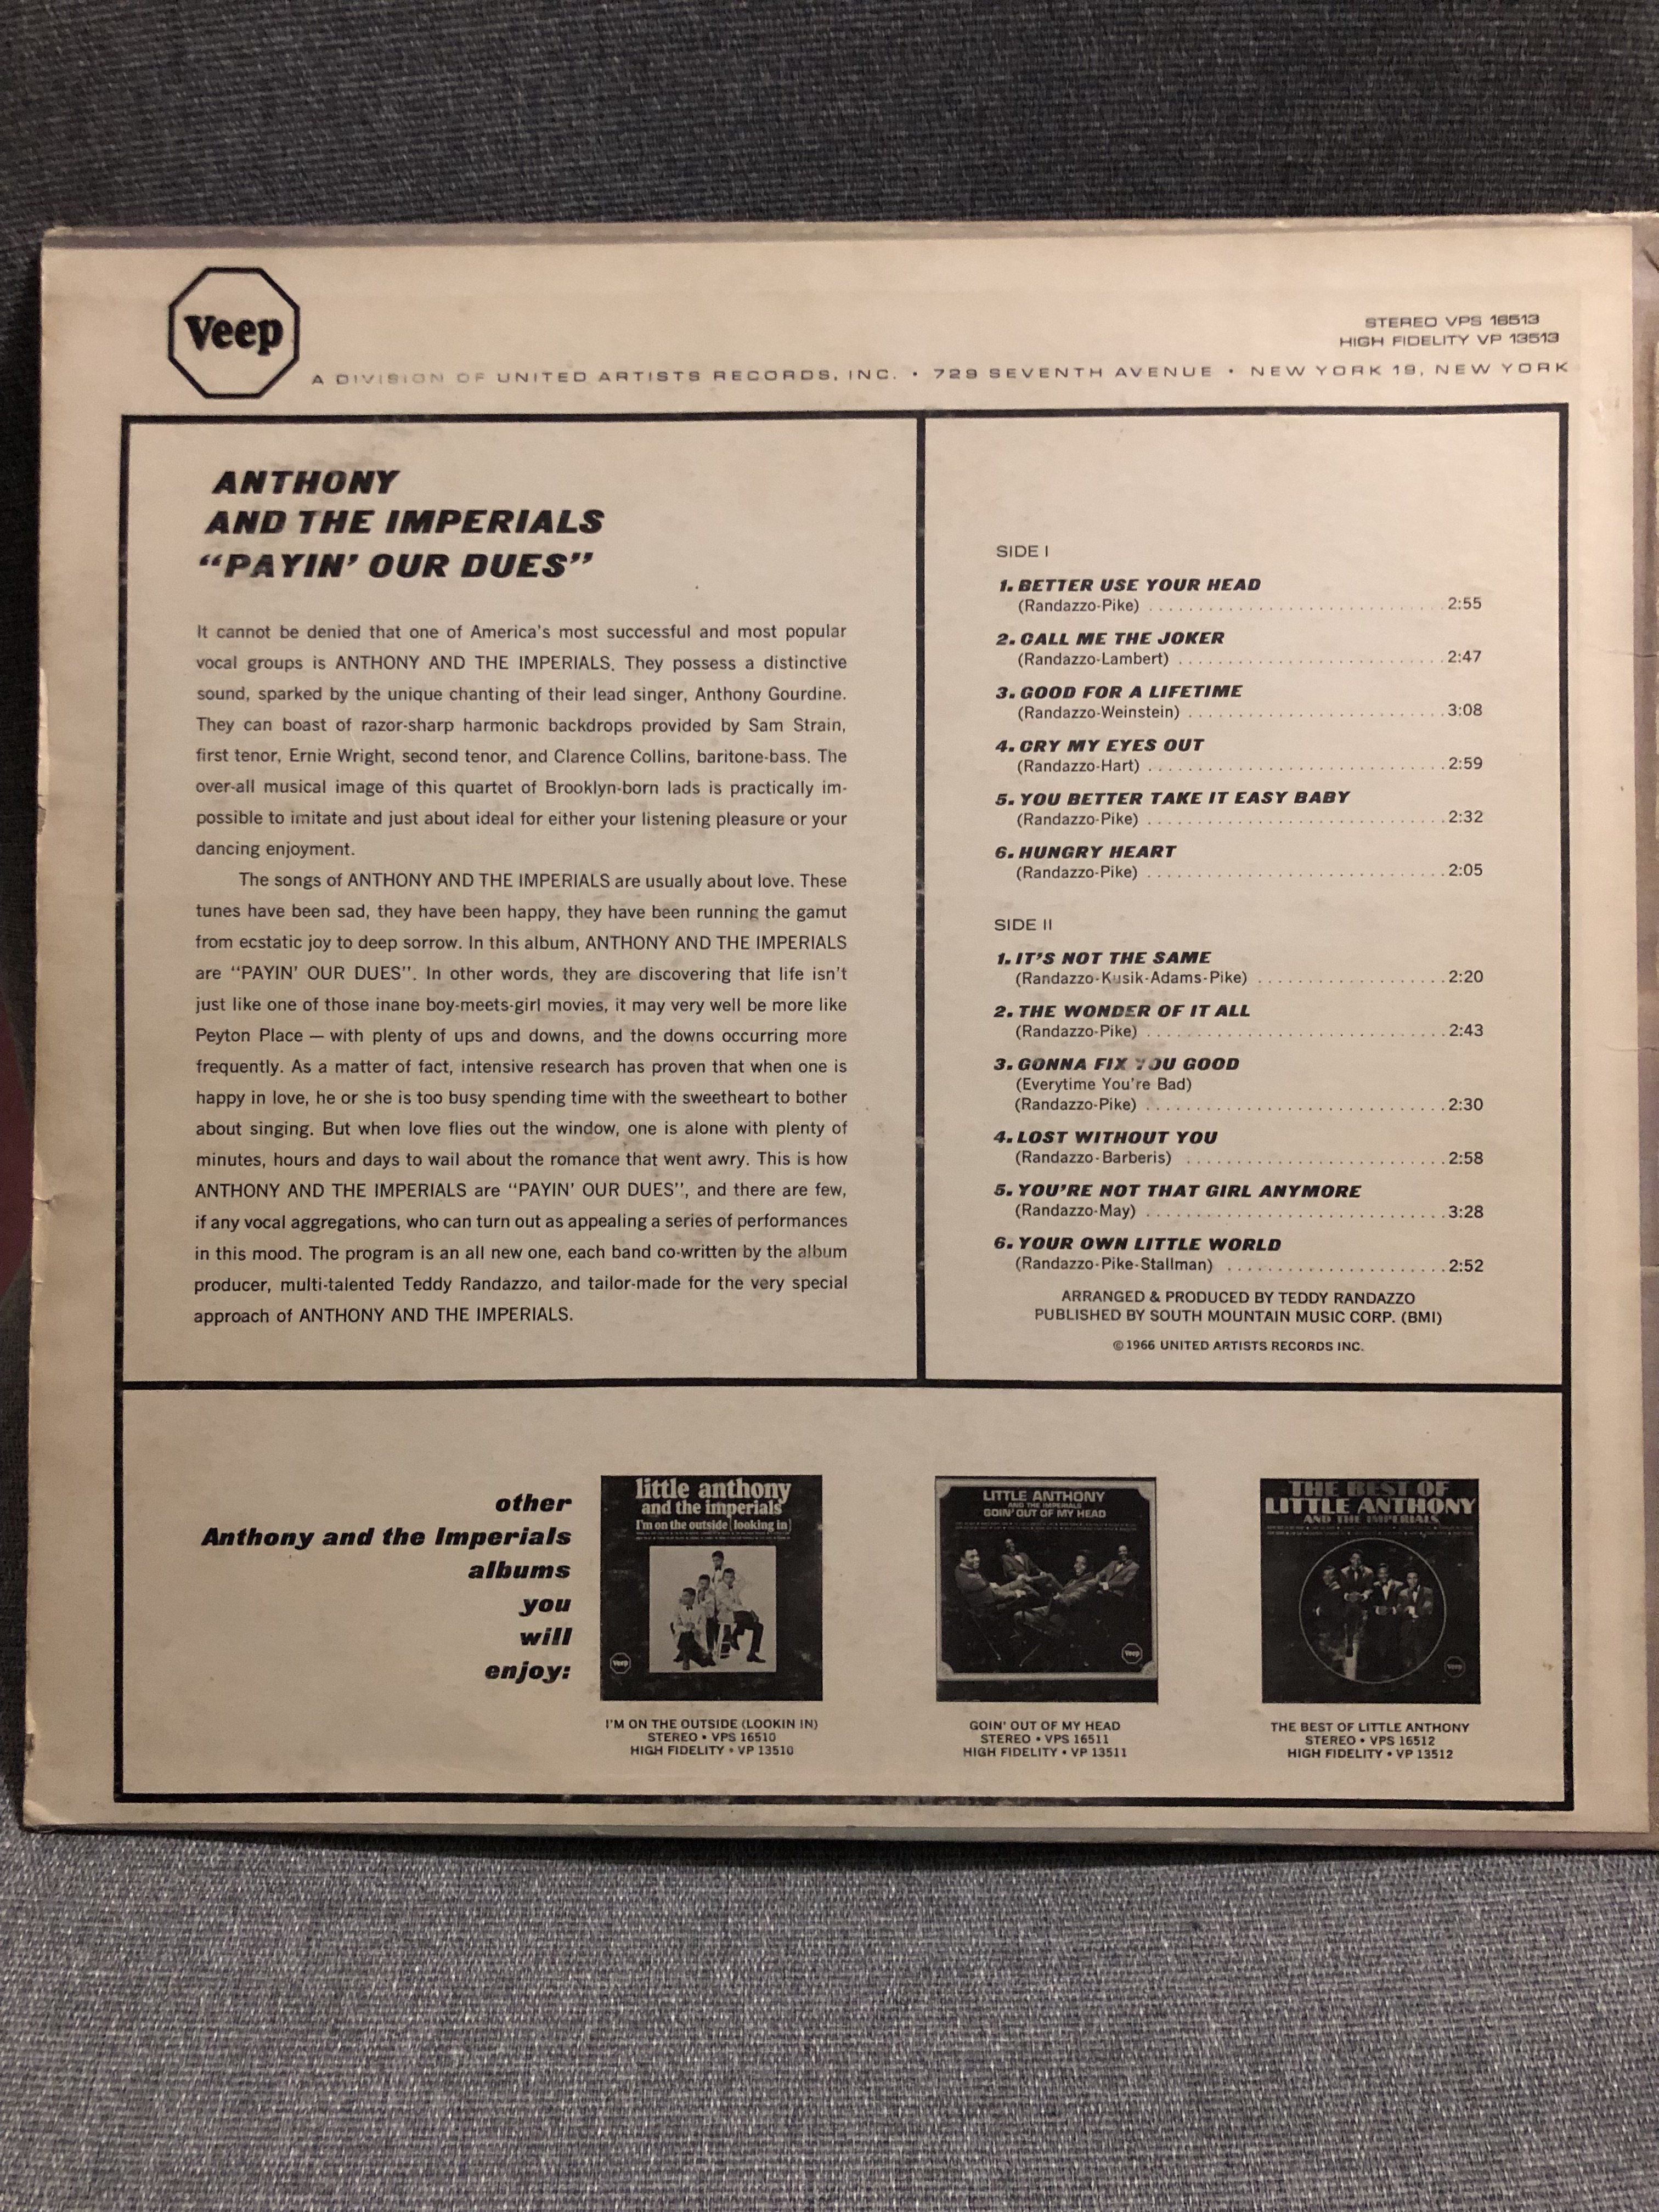 Veep
STEREO VPS 16513
HIGH FIDELITY VP 13513
A DIVISION OF UNITED ARTISTS RECORDS, INC. • 729 SEVENTH AVENUE • NEW YORK 19, NEW YORK
ANTHONY
AND THE IMPERIALS
“PAYIN’ OUR DUES”
It cannot be denied that one of America's most successful and most popular
vocal groups is ANTHONY AND THE IMPERIALS. They possess a distinctive
sound, sparked by the unique chanting of their lead singer, Anthony Gourdine.
They can boast of razor-sharp harmonic backdrops provided by Sam Strain,
first tenor, Ernie Wright, second tenor, and Clarence Collins, baritone-bass. The
over-all musical image of this quartet of Brooklyn-born lads is practically im-
possible to imitate and just about ideal for either your listening pleasure or your
dancing enjoyment.
The songs of ANTHONY AND THE IMPERIALS are usually about love. These
tunes have been sad, they have been happy, they have been running the gamut
from ecstatic joy to deep sorrow. In this album, ANTHONY AND THE IMPERIALS
are “PAYIN' OUR DUES”. In other words, they are discovering that life isn't
just like one of those inane boy-meets-girl movies, it may very well be more like
Peyton Place — with plenty of ups and downs, and the downs occurring more
frequently. As a matter of fact, intensive research has proven that when one is
happy in love, he or she is too busy spending time with the sweetheart to bother
about singing. But when love flies out the window, one is alone with plenty of
minutes, hours and days to wail about the romance that went awry. This is how
ANTHONY AND THE IMPERIALS are “PAYIN' OUR DUES”, and there are few,
if any vocal aggregations, who can turn out as appealing a series of performances
in this mood. The program is an all new one, each band co-written by the album
producer, multi-talented Teddy Randazzo, and tailor-made for the very special
approach of ANTHONY AND THE IMPERIALS.
SIDE I
1. BETTER USE YOUR HEAD
(Randazzo-Pike) . . . . . . . . . . . . . . . . . . . . . . . . . . . . . . 2:55
2. CALL ME THE JOKER
(Randazzo-Lambert) . . . . . . . . . . . . . . . . . . . . . . . . . . . 2:47
3. GOOD FOR A LIFETIME
(Randazzo-Weinstein) . . . . . . . . . . . . . . . . . . . . . . . . . . 3:08
4. CRY MY EYES OUT
(Randazzo-Hart) . . . . . . . . . . . . . . . . . . . . . . . . . . . . . . 2:59
5. YOU BETTER TAKE IT EASY BABY
(Randazzo-Pike) . . . . . . . . . . . . . . . . . . . . . . . . . . . . . . 2:32
6. HUNGRY HEART
(Randazzo-Pike) . . . . . . . . . . . . . . . . . . . . . . . . . . . . . . 2:05
SIDE II
1. IT'S NOT THE SAME
(Randazzo-Kusik-Adams-Pike) . . . . . . . . . . . . . . . . . . . 2:20
2. THE WONDER OF IT ALL
(Randazzo-Pike) . . . . . . . . . . . . . . . . . . . . . . . . . . . . . . 2:43
3. GONNA FIX YOU GOOD
(Everytime You're Bad)
(Randazzo-Pike) . . . . . . . . . . . . . . . . . . . . . . . . . . . . . . 2:30
4. LOST WITHOUT YOU
(Randazzo-Barberis) . . . . . . . . . . . . . . . . . . . . . . . . . . 2:58
5. YOU'RE NOT THAT GIRL ANYMORE
(Randazzo-May) . . . . . . . . . . . . . . . . . . . . . . . . . . . . . . 3:28
6. YOUR OWN LITTLE WORLD
(Randazzo-Pike-Stallman) . . . . . . . . . . . . . . . . . . . . . . 2:52
ARRANGED & PRODUCED BY TEDDY RANDAZZO
PUBLISHED BY SOUTH MOUNTAIN MUSIC CORP. (BMI)
©1966 UNITED ARTISTS RECORDS INC.
other
Anthony and the Imperials
albums
you
will
enjoy:
little anthony
and the imperials
I'm on the outside (looking in)
Veep
I'M ON THE OUTSIDE (LOOKIN IN)
STEREO • VPS 16510
HIGH FIDELITY • VP 13510
LITTLE ANTHONY
AND THE IMPERIALS
GOIN' OUT OF MY HEAD
Veep
GOIN' OUT OF MY HEAD
STEREO • VPS 16511
HIGH FIDELITY • VP 13511
THE BEST OF
LITTLE ANTHONY
AND THE IMPERIALS
Veep
THE BEST OF LITTLE ANTHONY
STEREO • VPS 16512
HIGH FIDELITY • VP 13512